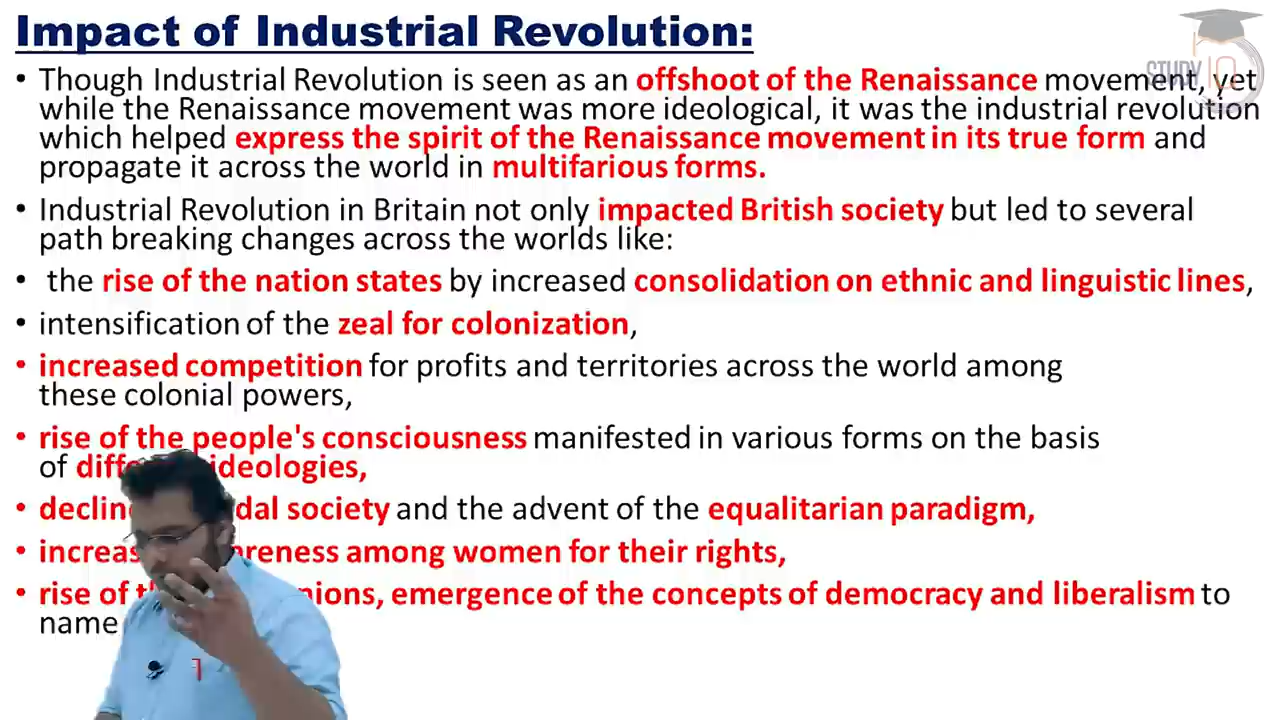 Impact of Industrial Revolution:
STUDY IQ
• Though Industrial Revolution is seen as an offshoot of the Renaissance movement, yet
while the Renaissance movement was more ideological, it was the industrial revolution
which helped express the spirit of the Renaissance movement in its true form and
propagate it across the world in multifarious forms.
• Industrial Revolution in Britain not only impacted British society but led to several
path breaking changes across the worlds like:
• the rise of the nation states by increased consolidation on ethnic and linguistic lines,
• intensification of the zeal for colonization,
• increased competition for profits and territories across the world among
these colonial powers,
• rise of the people's consciousness manifested in various forms on the basis
of ideologies,
• society and the advent of the equalitarian paradigm,
• among women for their rights,
• rise of emergence of the concepts of democracy and liberalism to
name